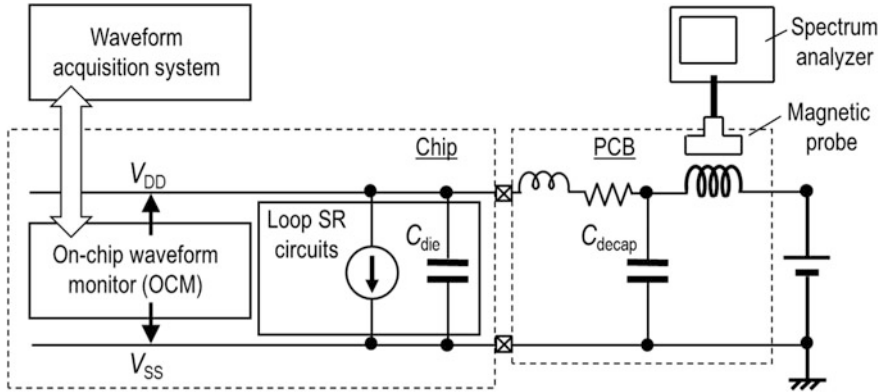 Waveform
acquisition system
Spectrum
analyzer
Magnetic
probe
Chip
PCB
VDD
Loop SR
circuits
Cdie
Cdecap
On-chip waveform
monitor (OCM)
VSS